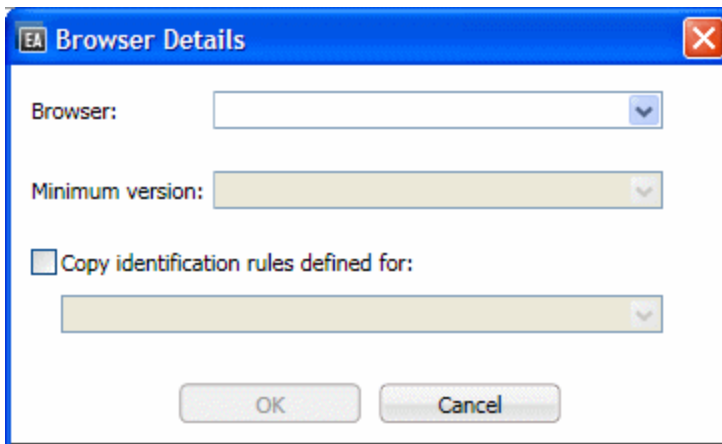 EA Browser Details
Browser:
Minimum version:
Copy identification rules defined for:
OK Cancel